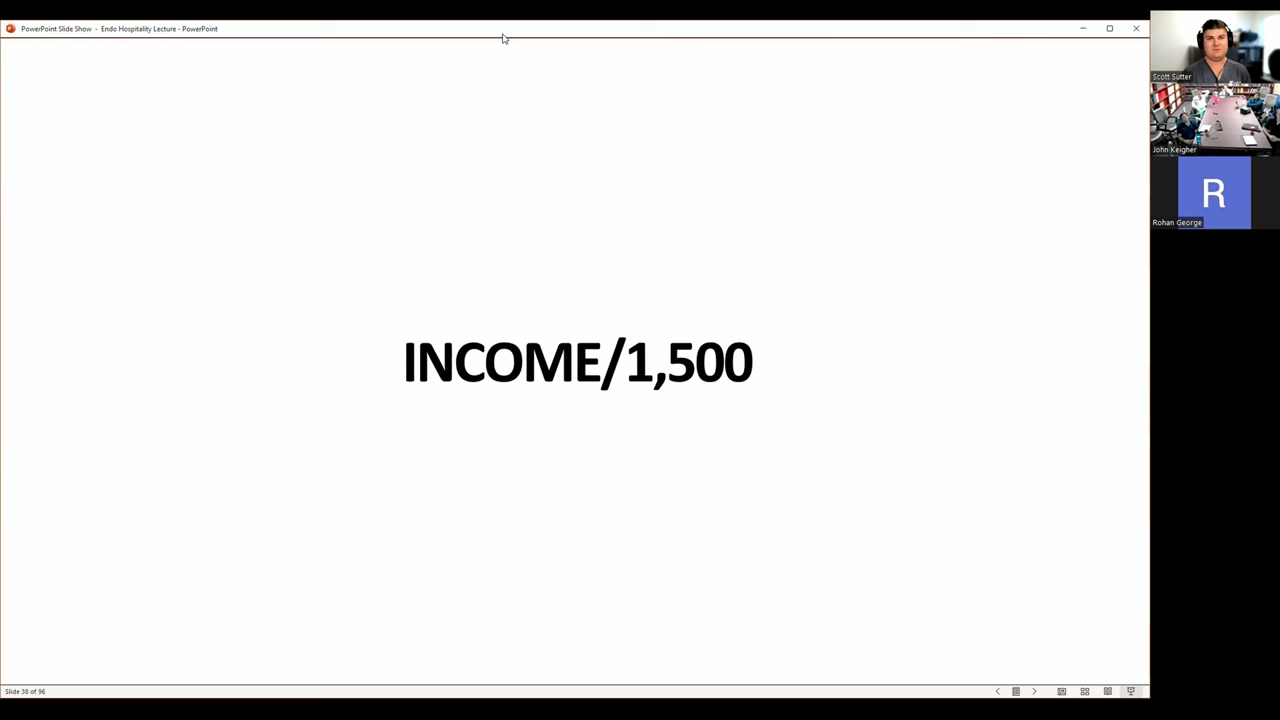 PowerPoint Slide Show - Endo Hospitality Lecture - PowerPoint
Scott Sutter
John Keigher
R
Rohan George
INCOME/1,500
Slide 38 of 96